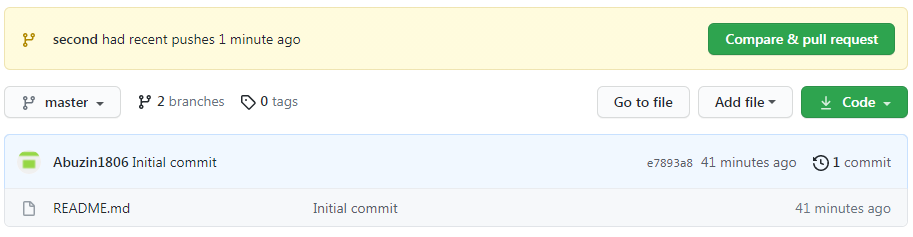 second had recent pushes 1 minute ago Compare & pull request
master 2 branches 0 tags Go to file Add file Code
Abuzin1806 Initial commit e7893a8 41 minutes ago 1 commit
README.md Initial commit 41 minutes ago